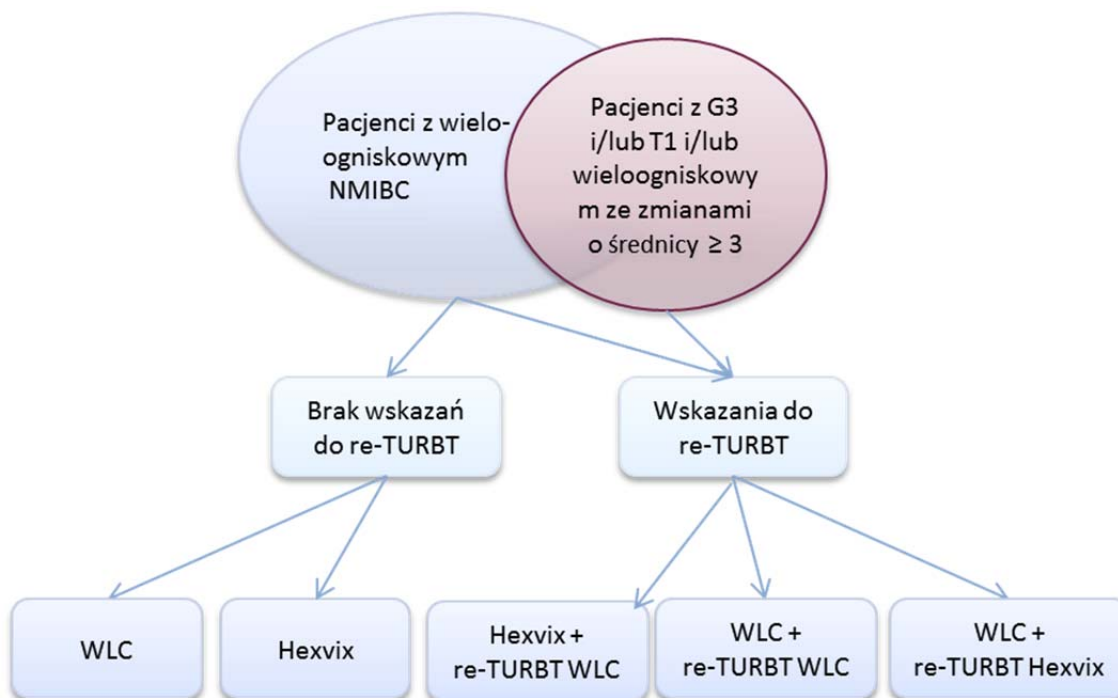 Pacjenci z wielo-
ogniskowym
NMIBC
Pacjenci z G3
i/lub T1 i/lub
wieloogniskowy
m ze zmianami
o średnicy ≥ 3
Brak wskazań
do re-TURBT
Wskazania do
re-TURBT
WLC
Hexvix
Hexvix +
re-TURBT WLC
WLC +
re-TURBT WLC
WLC +
re-TURBT Hexvix